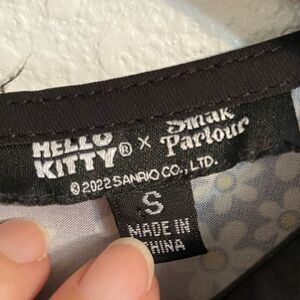 HELLO KITTY® x Smak Parlour
© 2022 SANRIO CO., LTD.
S
MADE IN
CHINA